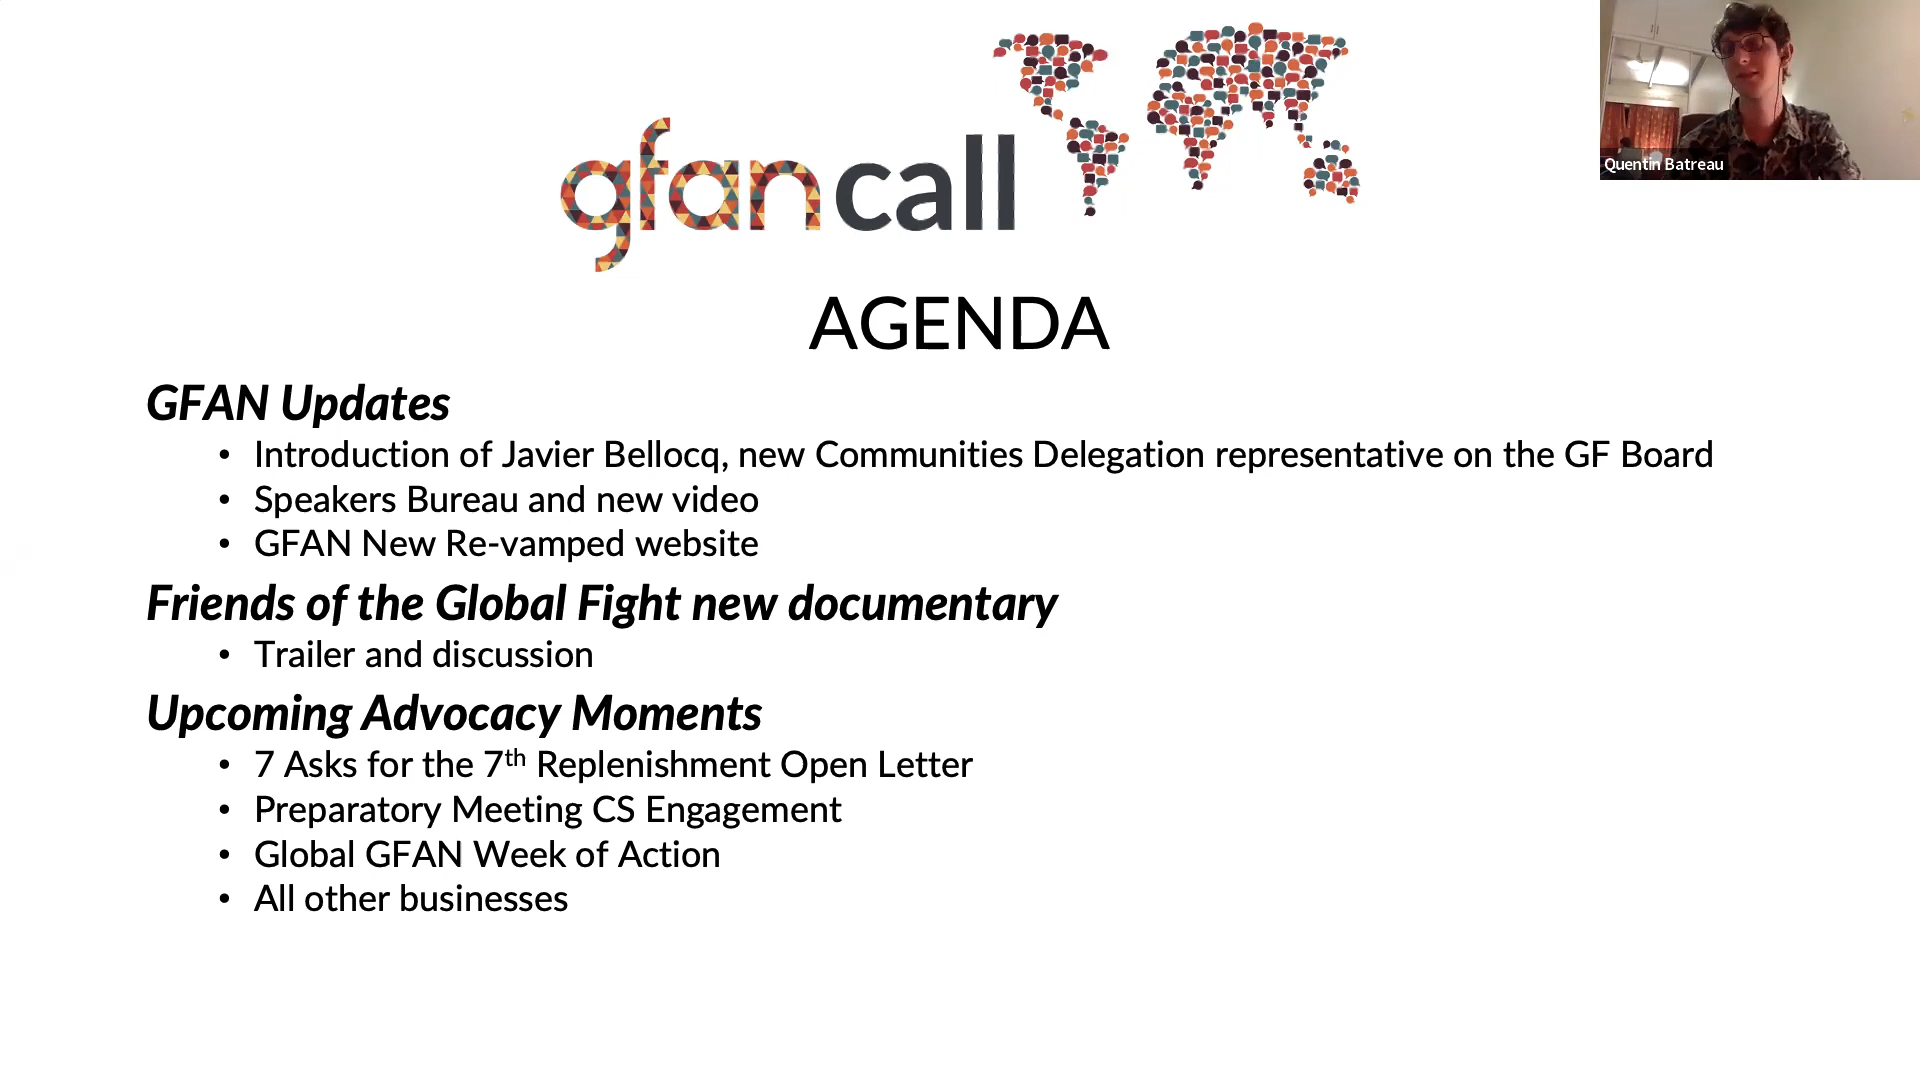 gfan call
Quentin Batreau
AGENDA
GFAN Updates
• Introduction of Javier Bellocq, new Communities Delegation representative on the GF Board
• Speakers Bureau and new video
• GFAN New Re-vamped website
Friends of the Global Fight new documentary
• Trailer and discussion
Upcoming Advocacy Moments
• 7 Asks for the 7th Replenishment Open Letter
• Preparatory Meeting CS Engagement
• Global GFAN Week of Action
• All other businesses